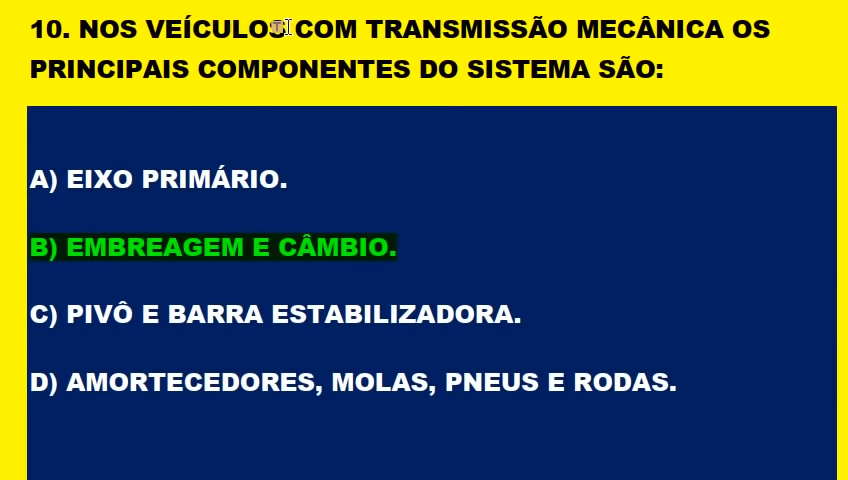 10. NOS VEÍCULOS COM TRANSMISSÃO MECÂNICA OS
PRINCIPAIS COMPONENTES DO SISTEMA SÃO:
A) EIXO PRIMÁRIO.
B) EMBREAGEM E CÂMBIO.
C) PIVÔ E BARRA ESTABILIZADORA.
D) AMORTECEDORES, MOLAS, PNEUS E RODAS.